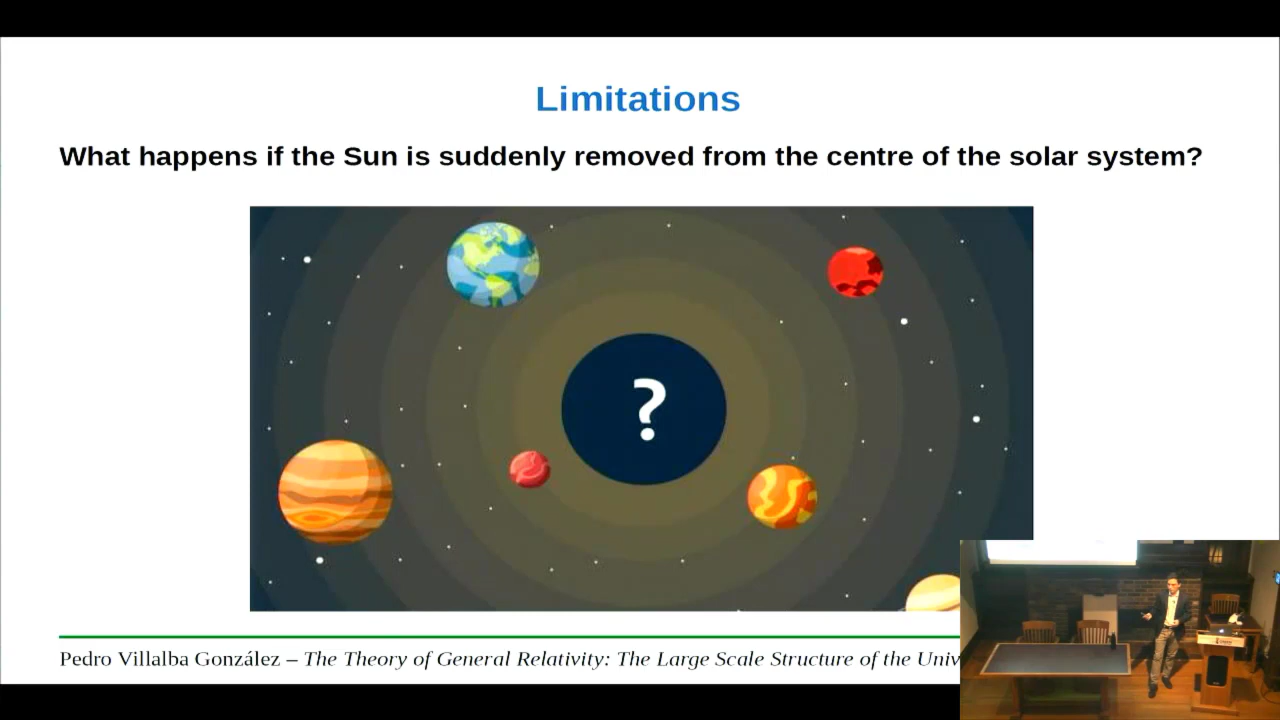 Limitations
What happens if the Sun is suddenly removed from the centre of the solar system?
?
Pedro Villalba González – The Theory of General Relativity: The Large Scale Structure of the Univ